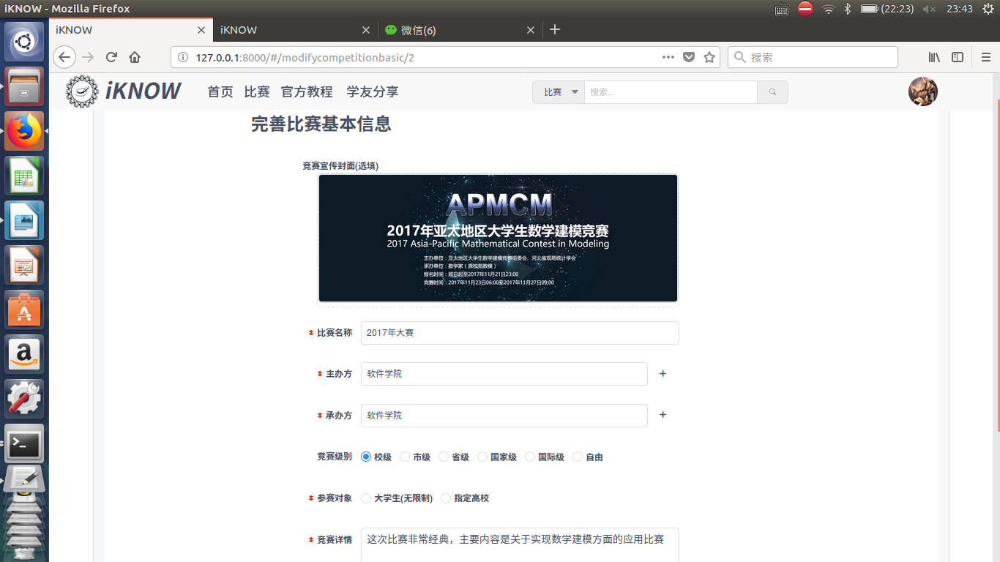 iKNOW - Mozilla Firefox
(22:23)
23:43
iKNOW
iKNOW
微信(6)
127.0.0.1:8000/#/modifycompetitionbasic/2
搜索
iKNOW
首页
比赛
官方教程
学友分享
比赛
搜索...
完善比赛基本信息
竞赛宣传封面(选填)
APMCM
2017年亚太地区大学生数学建模竞赛
2017 Asia-Pacific Mathematical Contest in Modeling
主办单位：亚太地区大学生数学建模竞赛组委会、河北省现场统计学会
承办单位：数学家（原校苑数模）
报名时间：即日起至2017年11月21日23:00
竞赛时间：2017年11月23日06:00至2017年11月27日09:00
* 比赛名称
2017年大赛
* 主办方
软件学院
+
* 承办方
软件学院
+
竞赛级别
校级
市级
省级
国家级
国际级
自由
* 参赛对象
大学生(无限制)
指定高校
* 竞赛详情
这次比赛非常经典，主要内容是关于实现数学建模方面的应用比赛